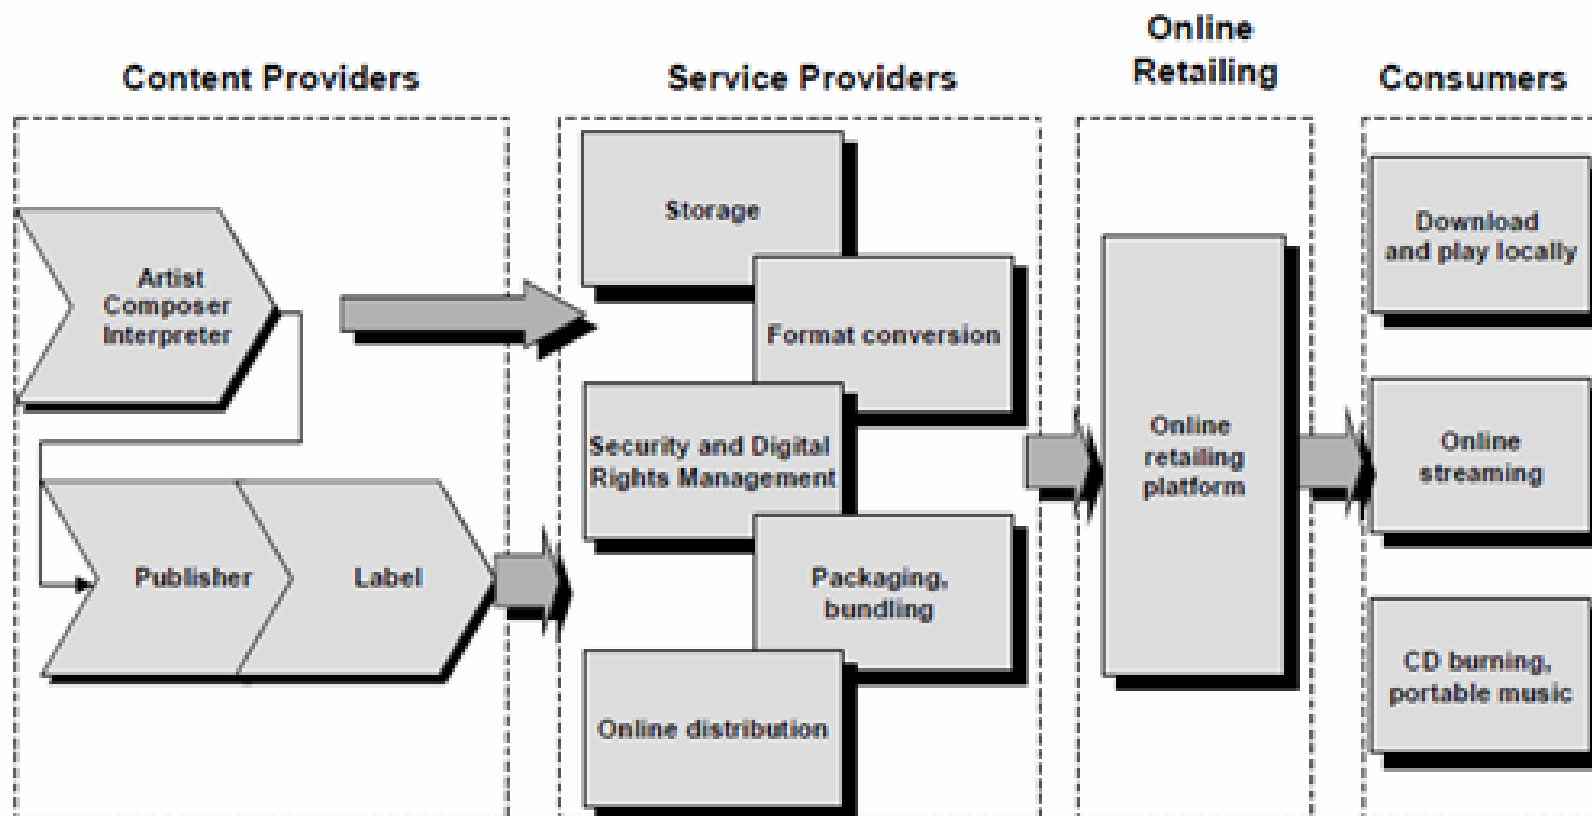 Content Providers
Service Providers
Online
Retailing
Consumers
Artist
Composer
Interpreter
Publisher
Label
Storage
Format conversion
Security and Digital
Rights Management
Packaging,
bundling
Online distribution
Online
retailing
platform
Download
and play locally
Online
streaming
CD burning,
portable music